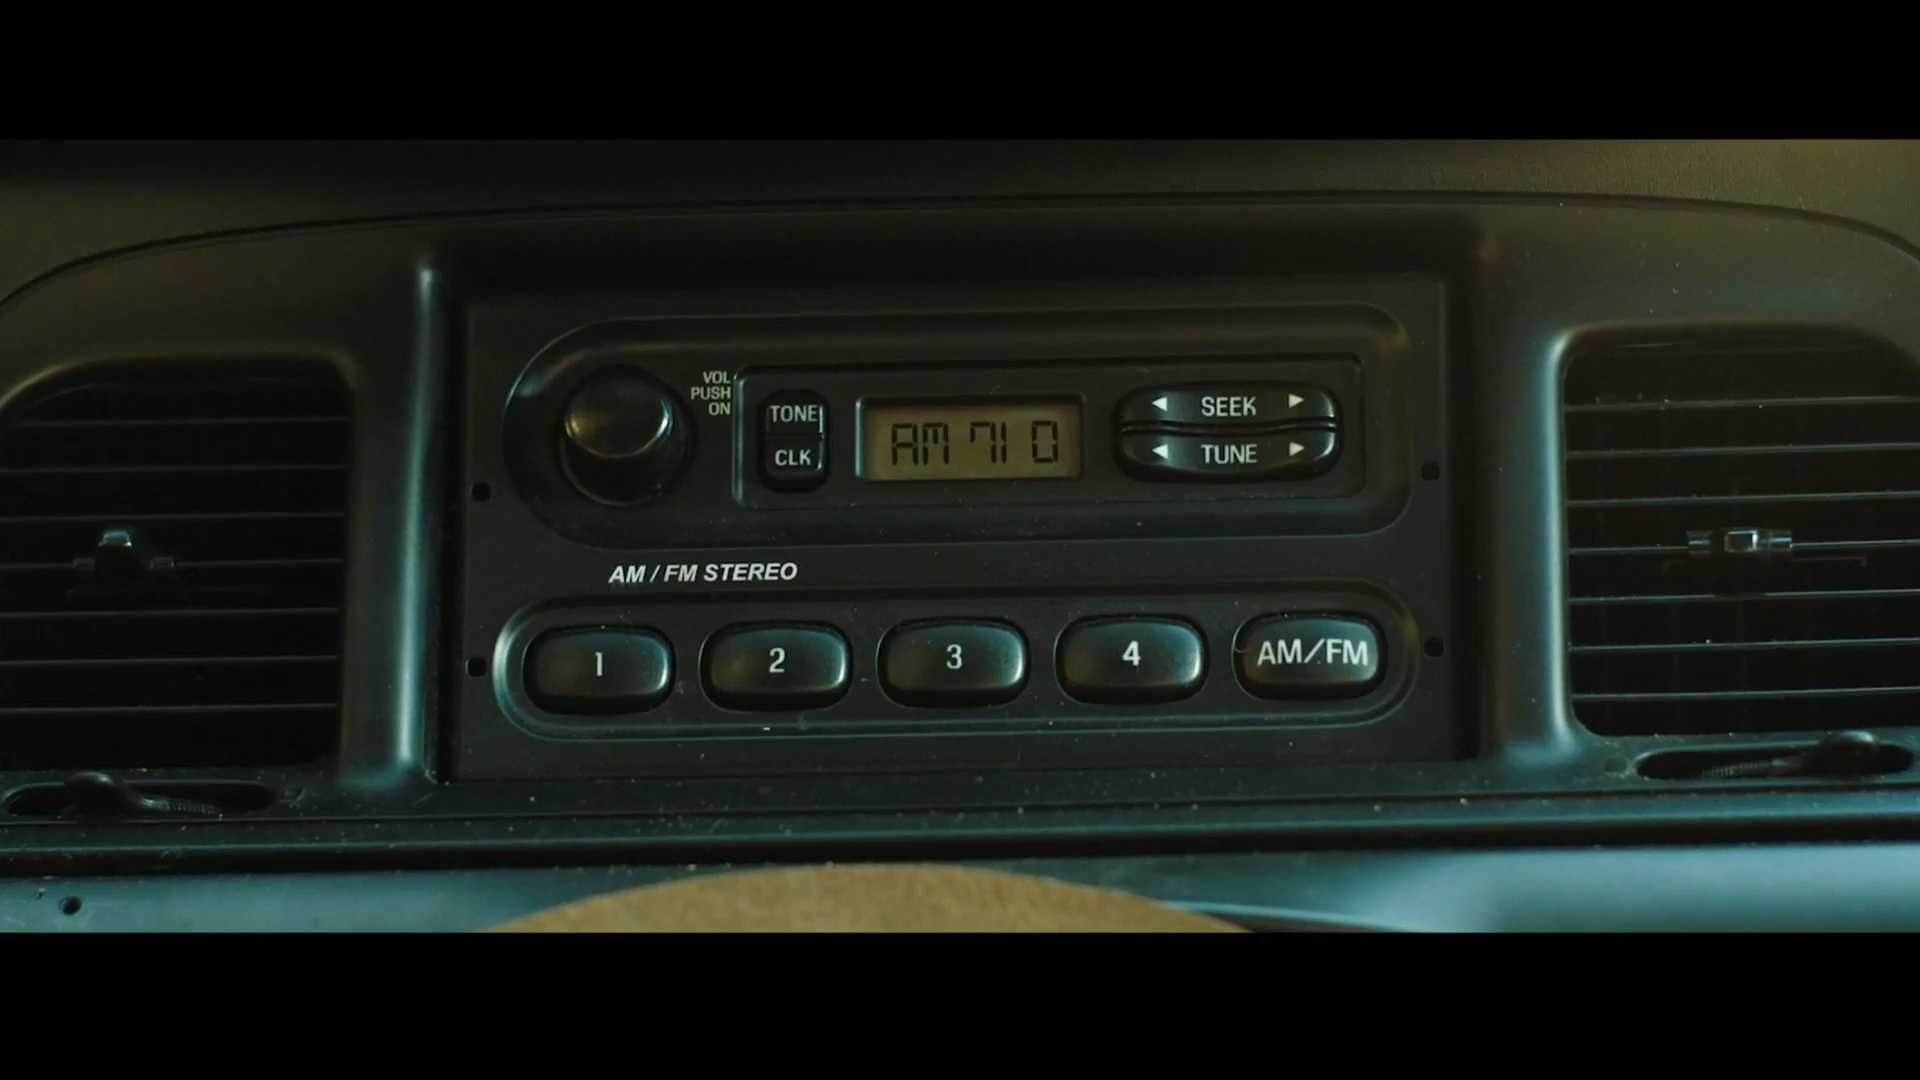 VOL
PUSH
ON
TONE
CLK
AM 710
◄ SEEK ►
◄ TUNE ►
AM / FM STEREO
1 2 3 4 AM/FM